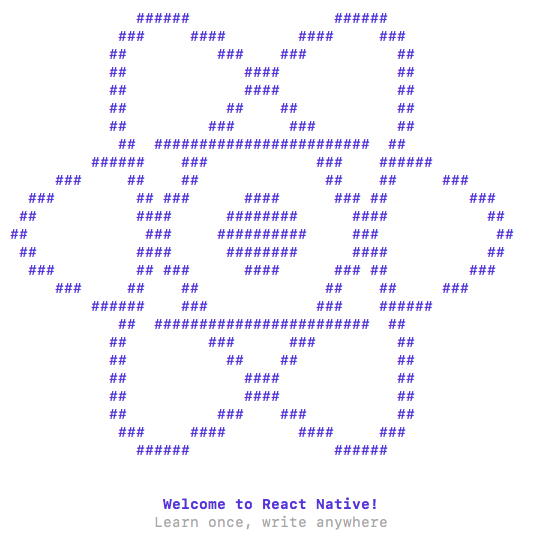 Welcome to React Native!
Learn once, write anywhere